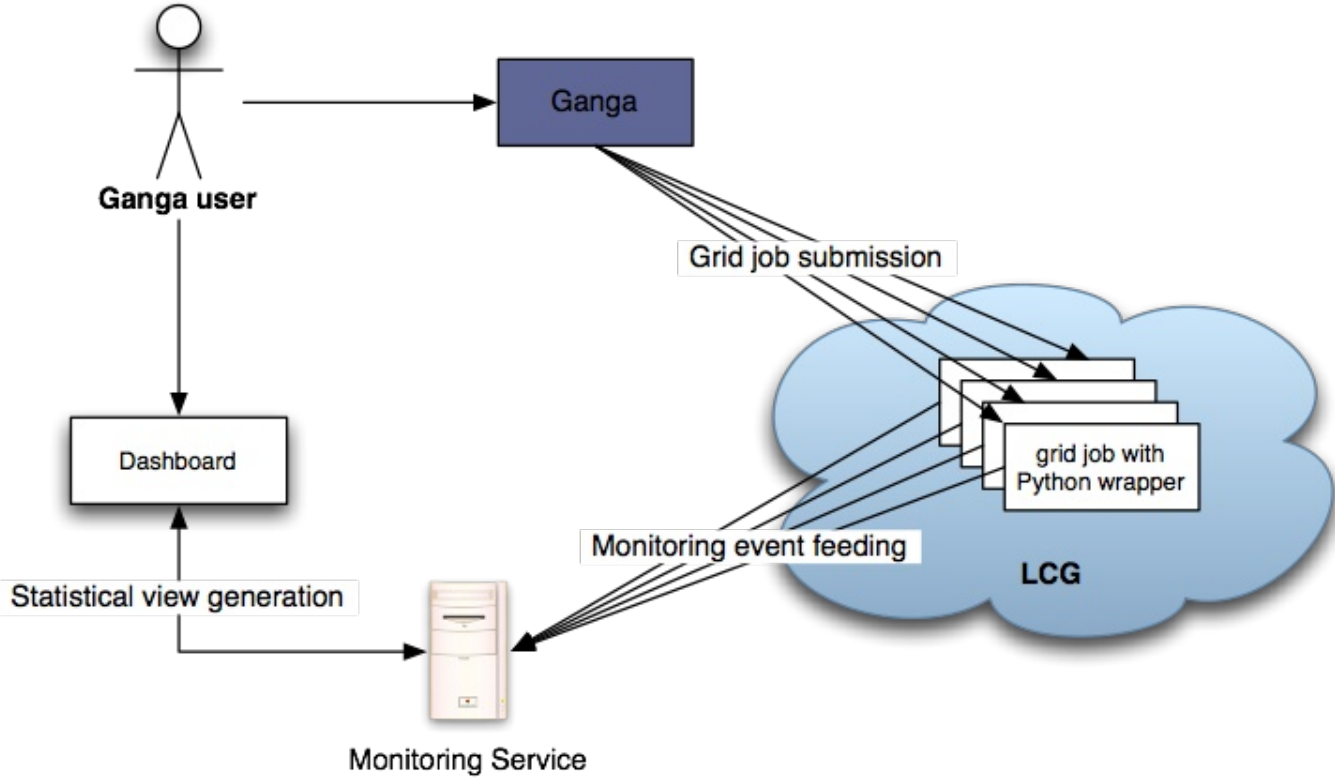 Ganga
Ganga user
Grid job submission
Dashboard
grid job with
Python wrapper
Monitoring event feeding
LCG
Statistical view generation
Monitoring Service